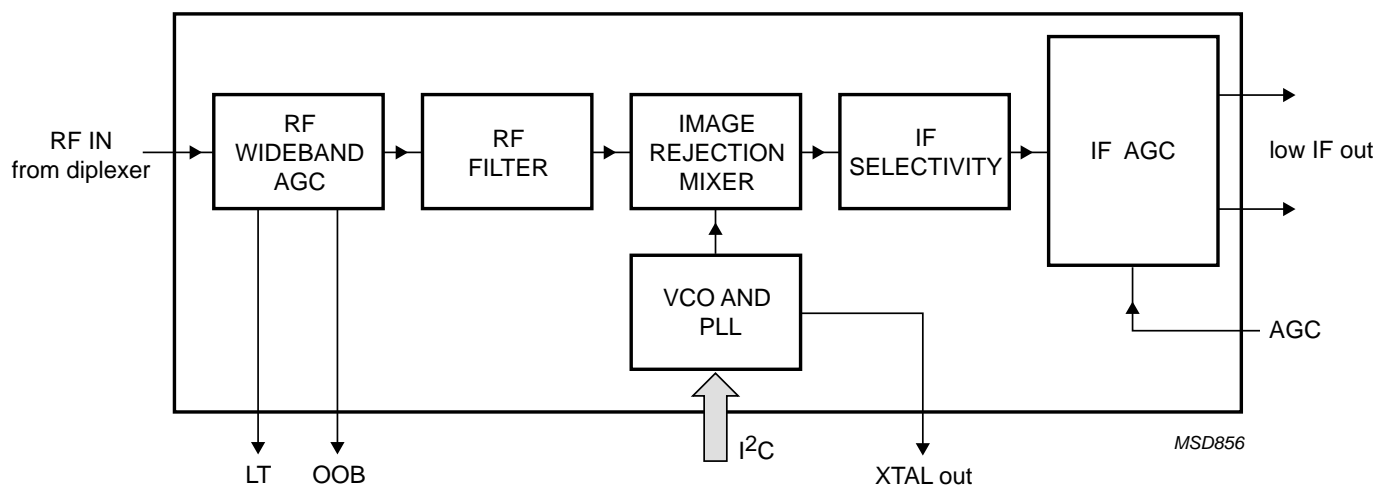 RF IN
from diplexer
RF
WIDEBAND
AGC
RF
FILTER
IMAGE
REJECTION
MIXER
IF
SELECTIVITY
IF AGC
low IF out
VCO AND
PLL
AGC
I²C
LT
OOB
XTAL out
MSD856